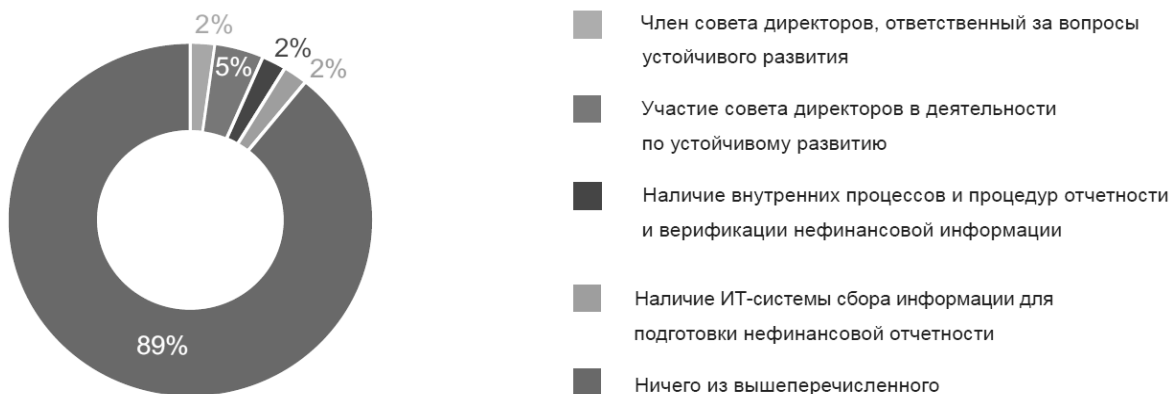 2%
5%
2%
2%
89%
Член совета директоров, ответственный за вопросы
устойчивого развития
Участие совета директоров в деятельности
по устойчивому развитию
Наличие внутренних процессов и процедур отчетности
и верификации нефинансовой информации
Наличие ИТ-системы сбора информации для
подготовки нефинансовой отчетности
Ничего из вышеперечисленного